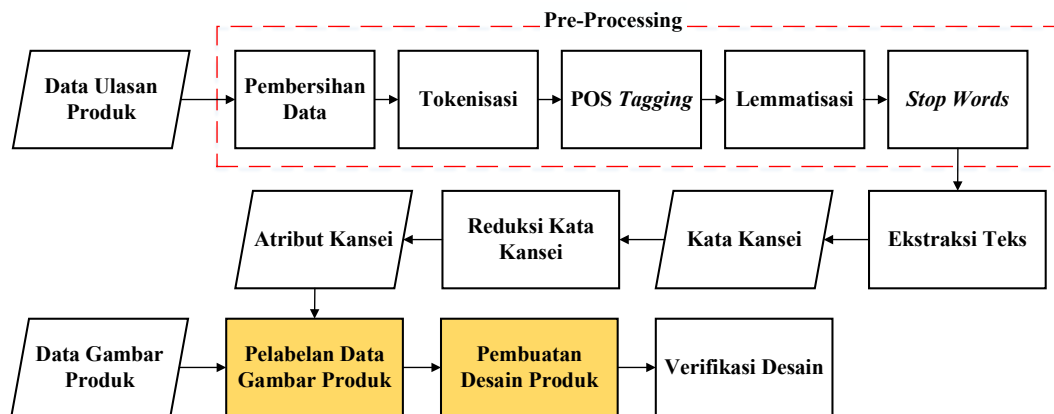 Pre-Processing
Data Ulasan
Produk
Pembersihan
Data
Tokenisasi
POS Tagging
Lemmatisasi
Stop Words
Atribut Kansei
Reduksi Kata
Kansei
Kata Kansei
Ekstraksi Teks
Data Gambar
Produk
Pelabelan Data
Gambar Produk
Pembuatan
Desain Produk
Verifikasi Desain